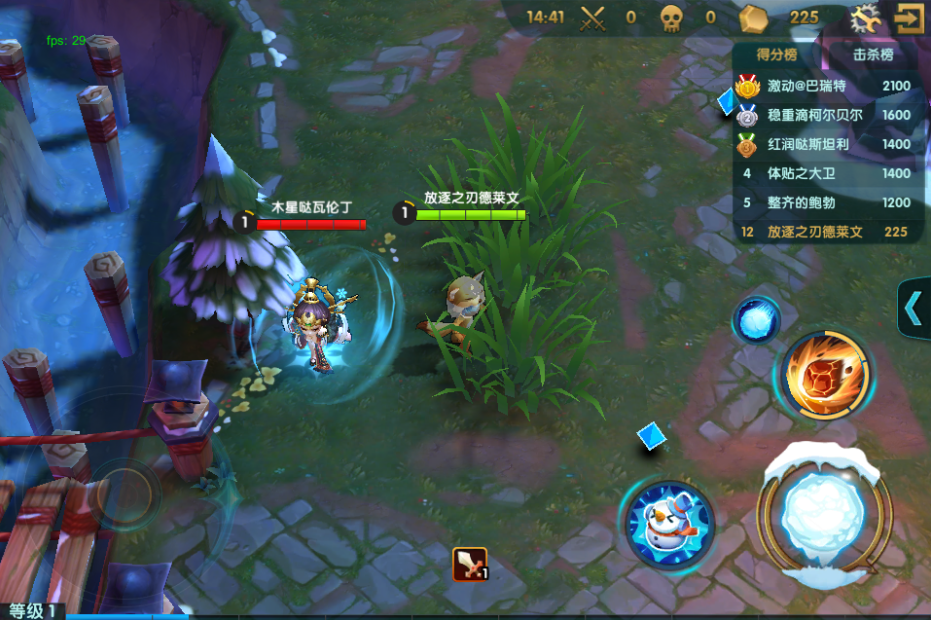 14:41 0 0 225
fps: 29
得分榜 击杀榜
1 激动@巴瑞特 2100
2 稳重滴柯尔贝尔 1600
3 红润哒斯坦利 1400
4 体贴之大卫 1400
5 整齐的鲍勃 1200
12 放逐之刃德莱文 225
放逐之刃德莱文
1
木星哒瓦伦丁
1
1
等级 1